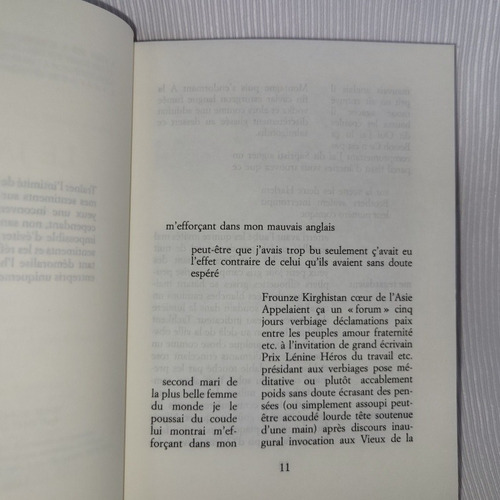 m'efforçant dans mon mauvais anglais
peut-être que j'avais trop bu seulement ç'avait eu
l'effet contraire de celui qu'ils avaient sans doute
espéré
Frounze Kirghistan cœur de l'Asie
Appelaient ça un « forum » cinq
jours verbiage déclamations paix
entre les peuples amour fraternité
etc. à l'invitation de grand écrivain
Prix Lénine Héros du travail etc.
présidant aux verbiages pose mé-
ditative ou plutôt accablement
poids sans doute écrasant des pen-
sées (ou simplement assoupi peut-
être accoudé lourde tête soutenue
d'une main) après discours inau-
gural invocation aux Vieux de la
second mari de
la plus belle femme
du monde je le
poussai du coude
lui montrai m'ef-
forçant dans mon
11